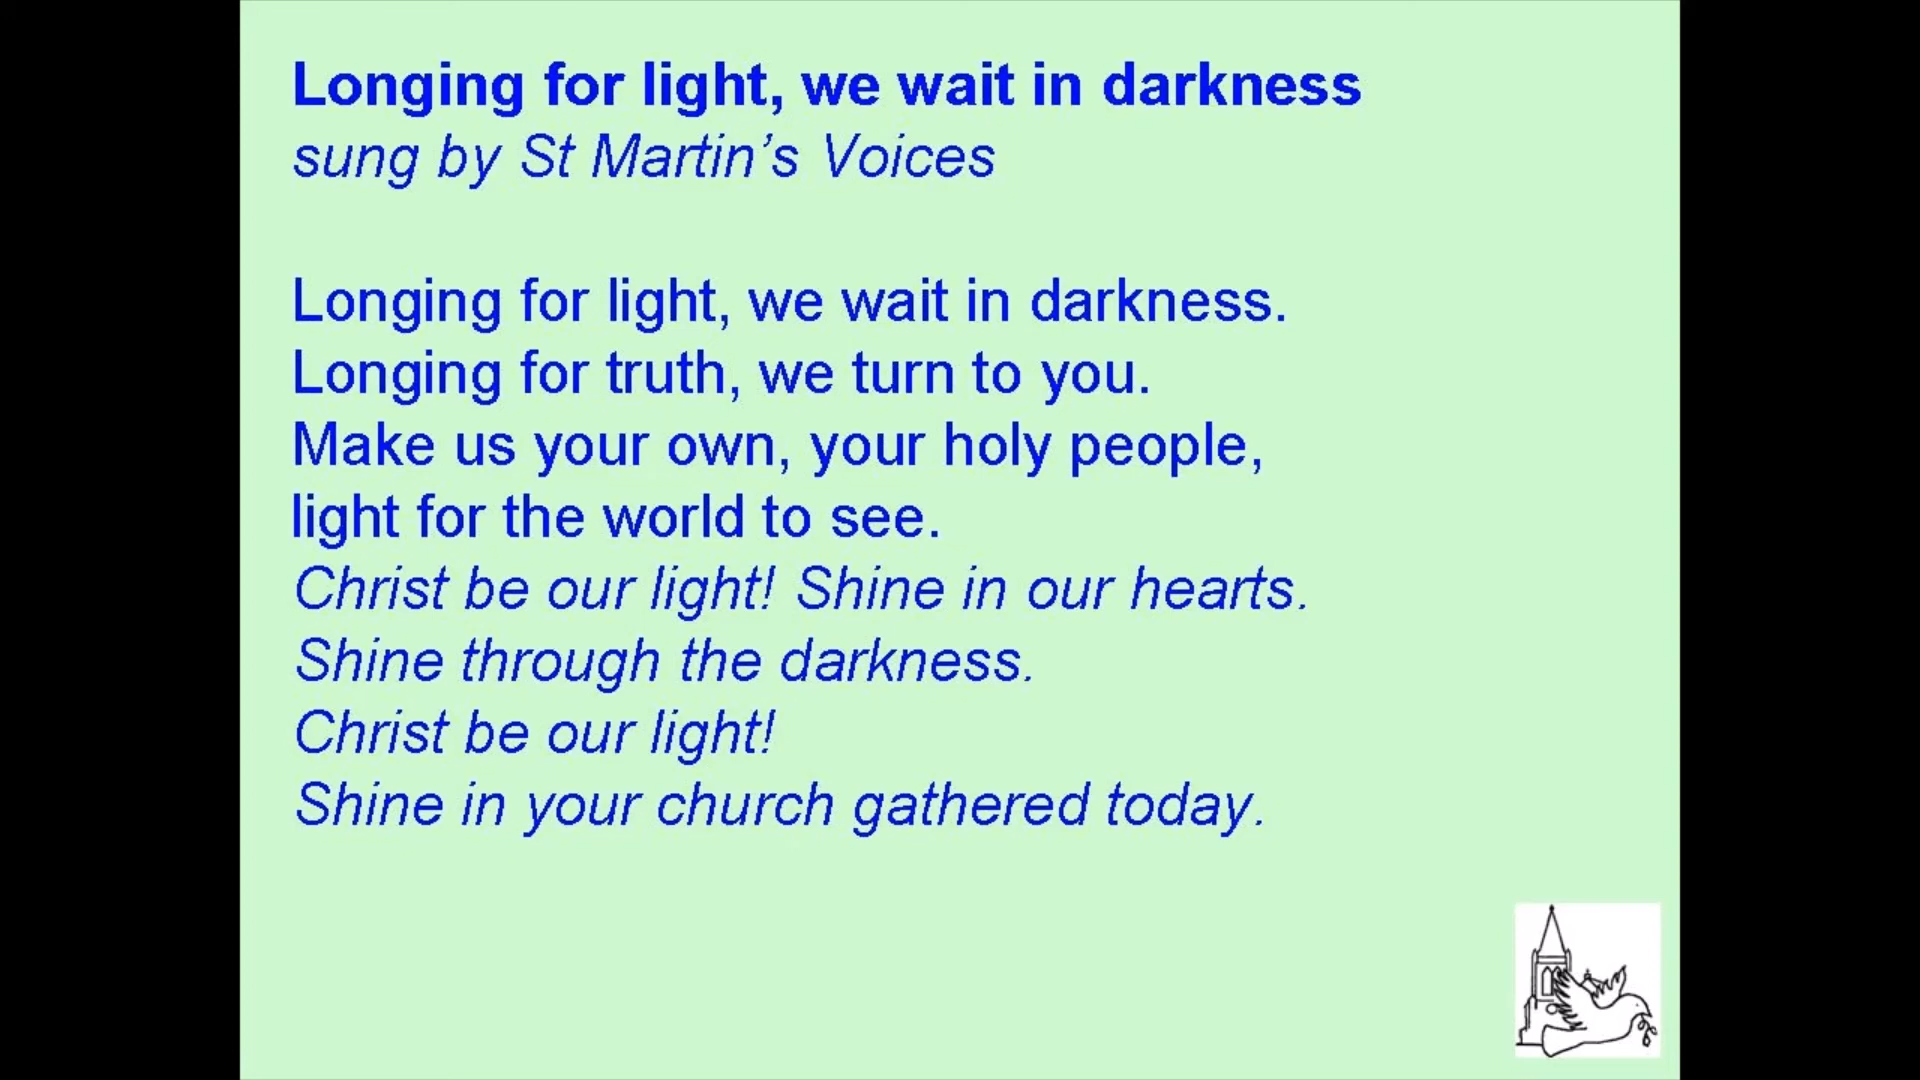 Longing for light, we wait in darkness
sung by St Martin’s Voices
Longing for light, we wait in darkness.
Longing for truth, we turn to you.
Make us your own, your holy people,
light for the world to see.
Christ be our light! Shine in our hearts.
Shine through the darkness.
Christ be our light!
Shine in your church gathered today.